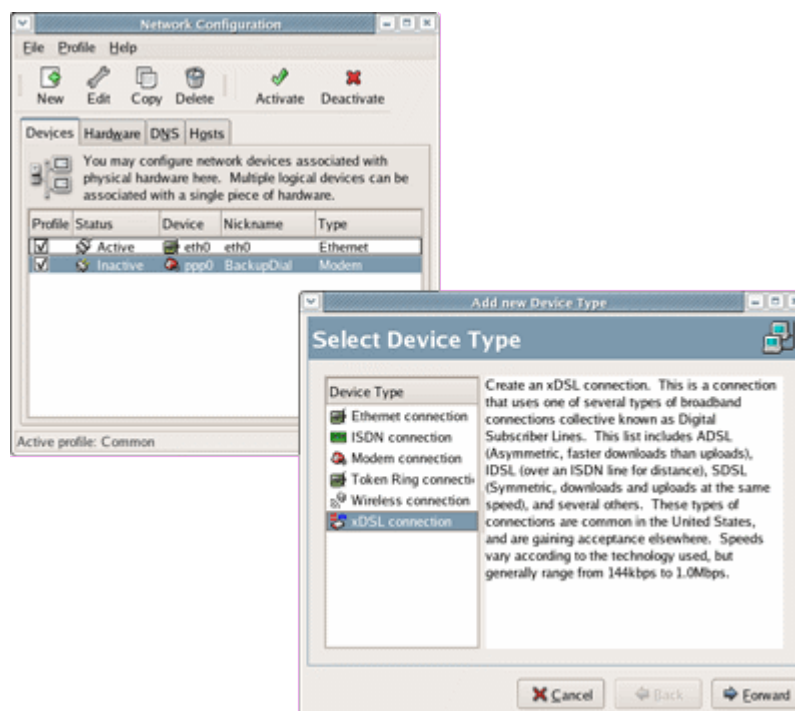 Network Configuration
File Profile Help
New Edit Copy Delete Activate Deactivate
Devices Hardware DNS Hosts
You may configure network devices associated with
physical hardware here. Multiple logical devices can be
associated with a single piece of hardware.
Profile Status Device Nickname Type
Active eth0 eth0 Ethernet
Inactive ppp0 BackupDial Modem
Active profile: Common
Add new Device Type
Select Device Type
Device Type
Ethernet connection
ISDN connection
Modem connection
Token Ring connecti
Wireless connection
xDSL connection
Create an xDSL connection. This is a connection
that uses one of several types of broadband
connections collective known as Digital
Subscriber Lines. This list includes ADSL
(Asymmetric, faster downloads than uploads),
IDSL (over an ISDN line for distance), SDSL
(Symmetric, downloads and uploads at the same
speed), and several others. These types of
connections are common in the United States,
and are gaining acceptance elsewhere. Speeds
vary according to the technology used, but
generally range from 144kbps to 1.0Mbps.
Cancel Back Forward